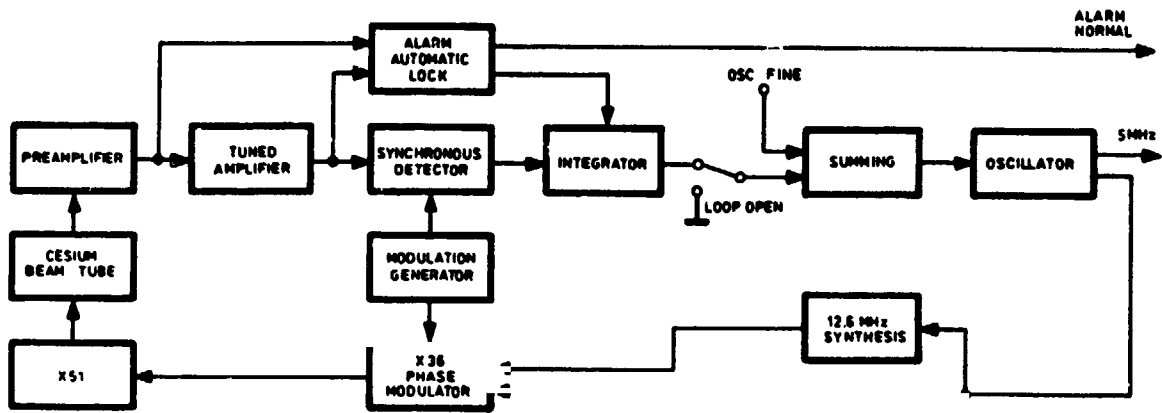 ALARM
NORMAL
ALARM
AUTOMATIC
LOCK
OSC FINE
5MHz
PREAMPLIFIER
TUNED
AMPLIFIER
SYNCHRONOUS
DETECTOR
INTEGRATOR
SUMMING
OSCILLATOR
LOOP OPEN
CESIUM
BEAM TUBE
MODULATION
GENERATOR
12,6 MHz
SYNTHESIS
X51
X36
PHASE
MODULATOR